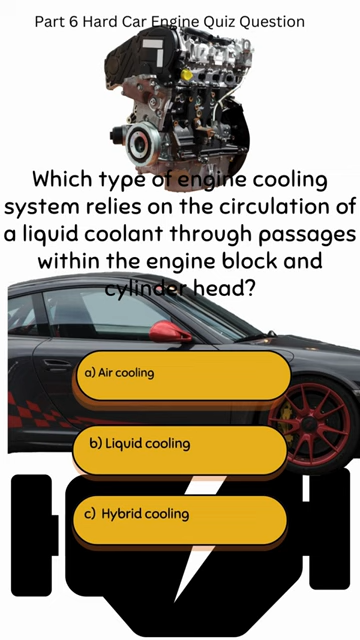 Part 6 Hard Car Engine Quiz Question
Which type of engine cooling
system relies on the circulation of
a liquid coolant through passages
within the engine block and
cylinder head?
a) Air cooling
b) Liquid cooling
c) Hybrid cooling